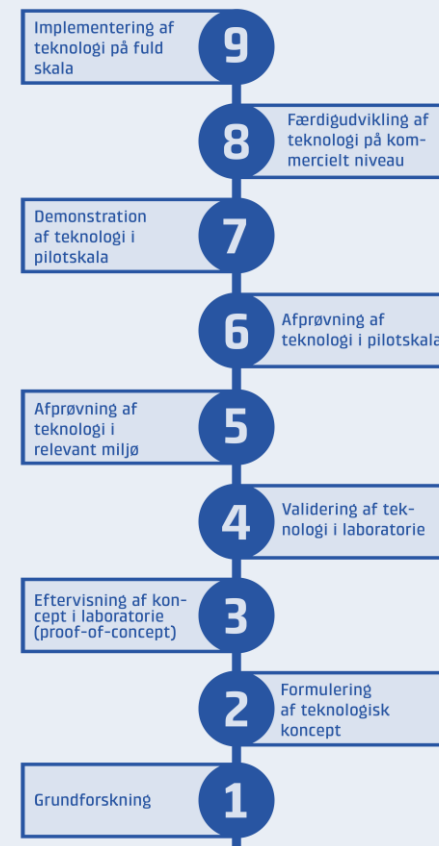 Implementering af
teknologi på fuld
skala
9
8
Færdigudvikling af
teknologi på kom-
mercielt niveau
Demonstration
af teknologi i
pilotskala
7
6
Afprøvning af
teknologi i pilotskala
Afprøvning af
teknologi i
relevant miljø
5
4
Validering af tek-
nologi i laboratorie
Eftervisning af kon-
cept i laboratorie
(proof-of-concept)
3
2
Formulering
af teknologisk
koncept
Grundforskning
1